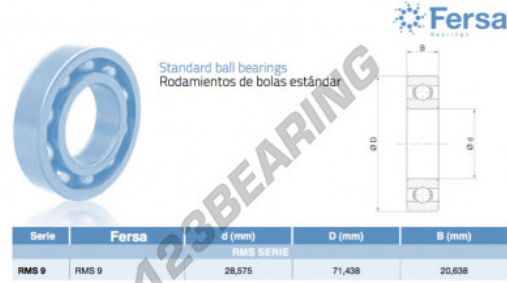 Fersa
Bearings
Standard ball bearings
Rodamientos de bolas estándar
B
Ø D
Ø d
123BEARING
Serie Fersa d (mm) D (mm) B (mm)
RMS SERIE
RMS 9 RMS 9 28,575 71,438 20,638